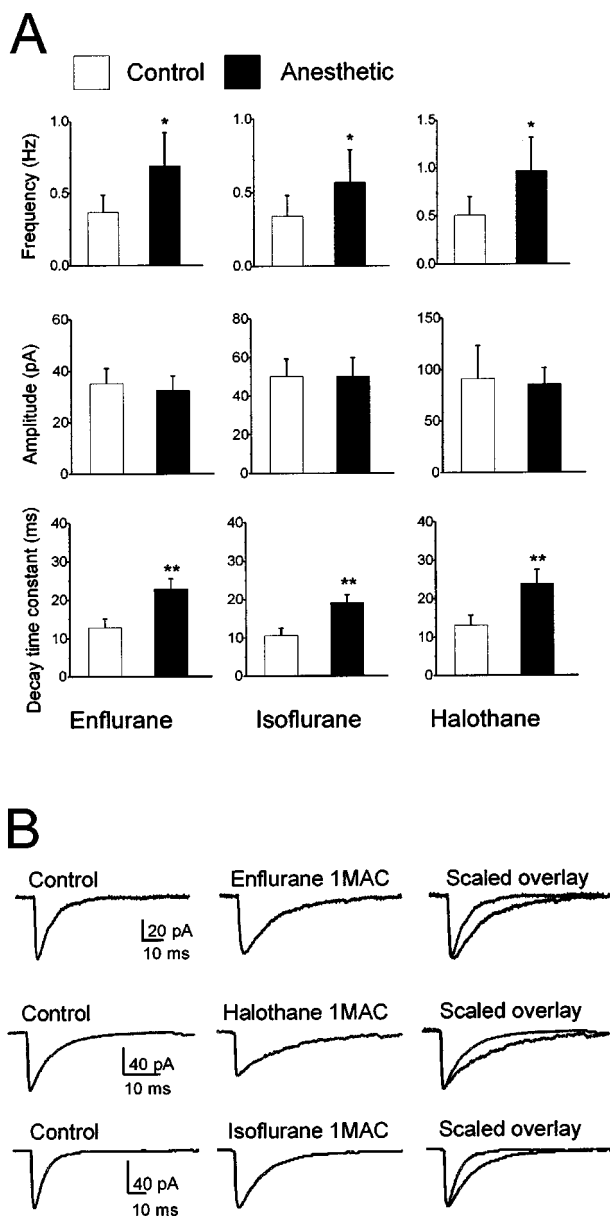 A
Control Anesthetic
Frequency (Hz)
1.0
0.5
0.0
*
1.0
0.5
0.0
*
1.5
1.0
0.5
0.0
*
Amplitude (pA)
60
40
20
0
80
60
40
20
0
150
100
50
0
Decay time constant (ms)
40
30
20
10
0
**
40
30
20
10
0
**
40
30
20
10
0
**
Enflurane Isoflurane Halothane
B
Control Enflurane 1MAC Scaled overlay
20 pA
10 ms
Control Halothane 1MAC Scaled overlay
40 pA
10 ms
Control Isoflurane 1MAC Scaled overlay
40 pA
10 ms